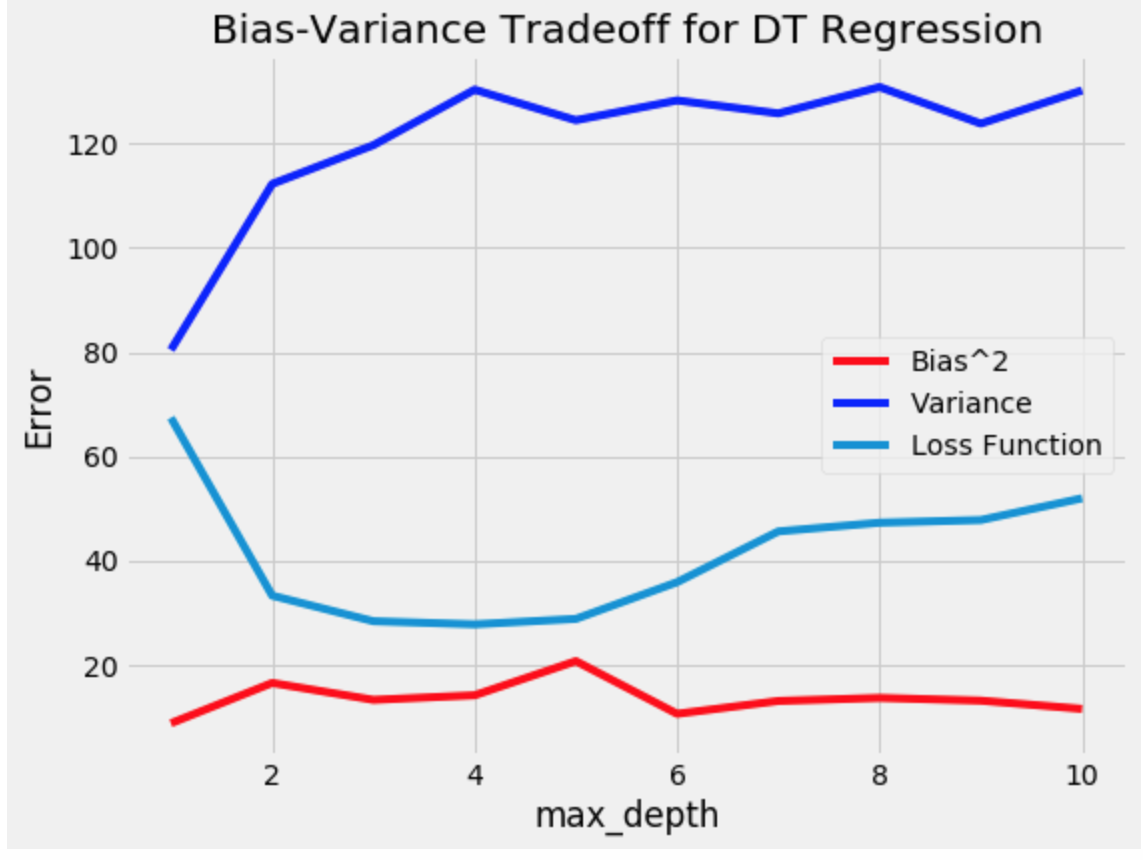 Bias-Variance Tradeoff for DT Regression
120
100
80
60
40
20
Error
Bias^2
Variance
Loss Function
2 4 6 8 10
max_depth